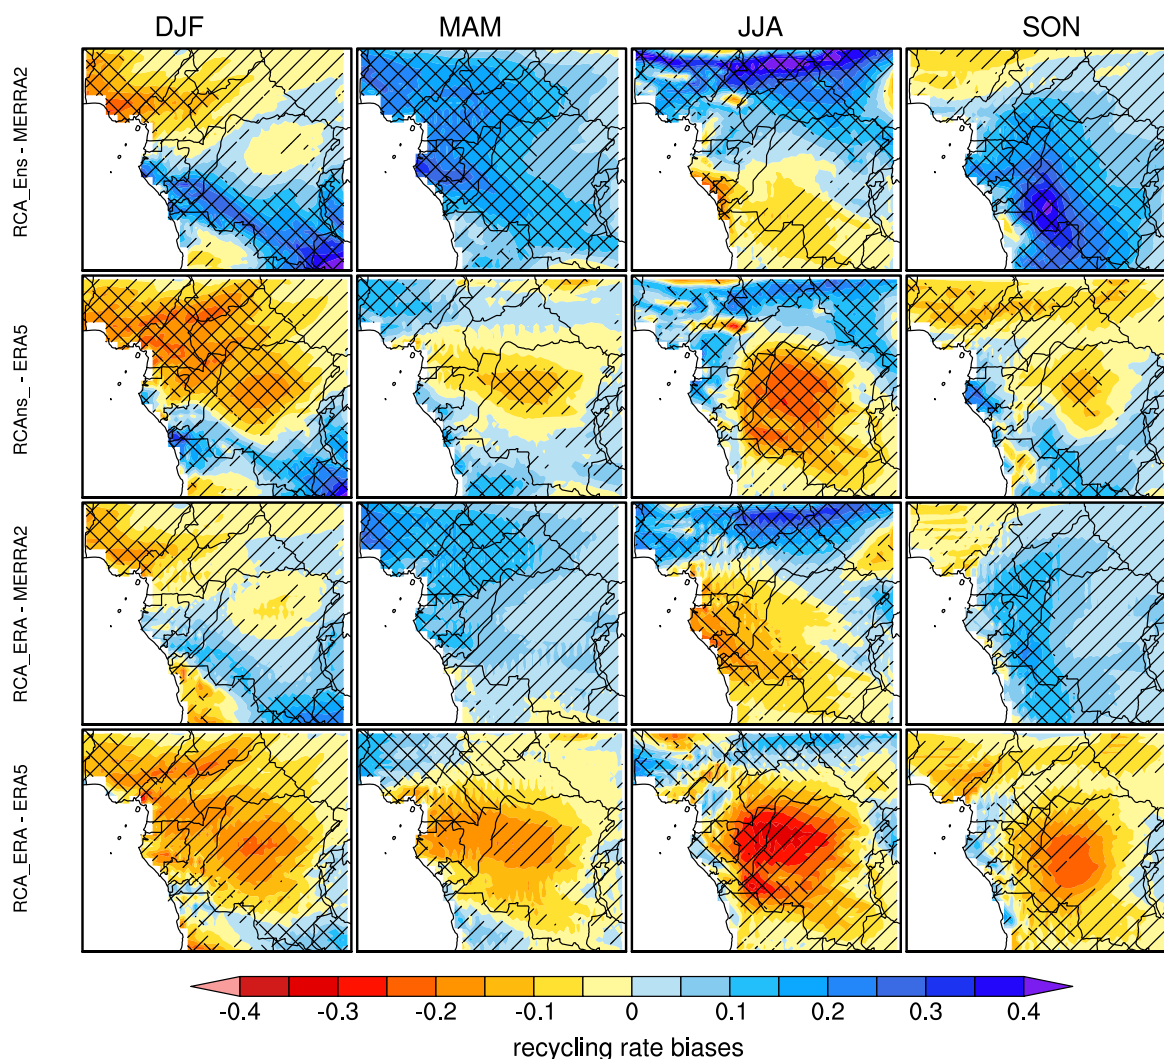 DJF MAM JJA SON
RCA_Ens - MERRA2
RCAns_ - ERA5
RCA_ERA - MERRA2
RCA_ERA - ERA5
-0.4 -0.3 -0.2 -0.1 0 0.1 0.2 0.3 0.4
recycling rate biases